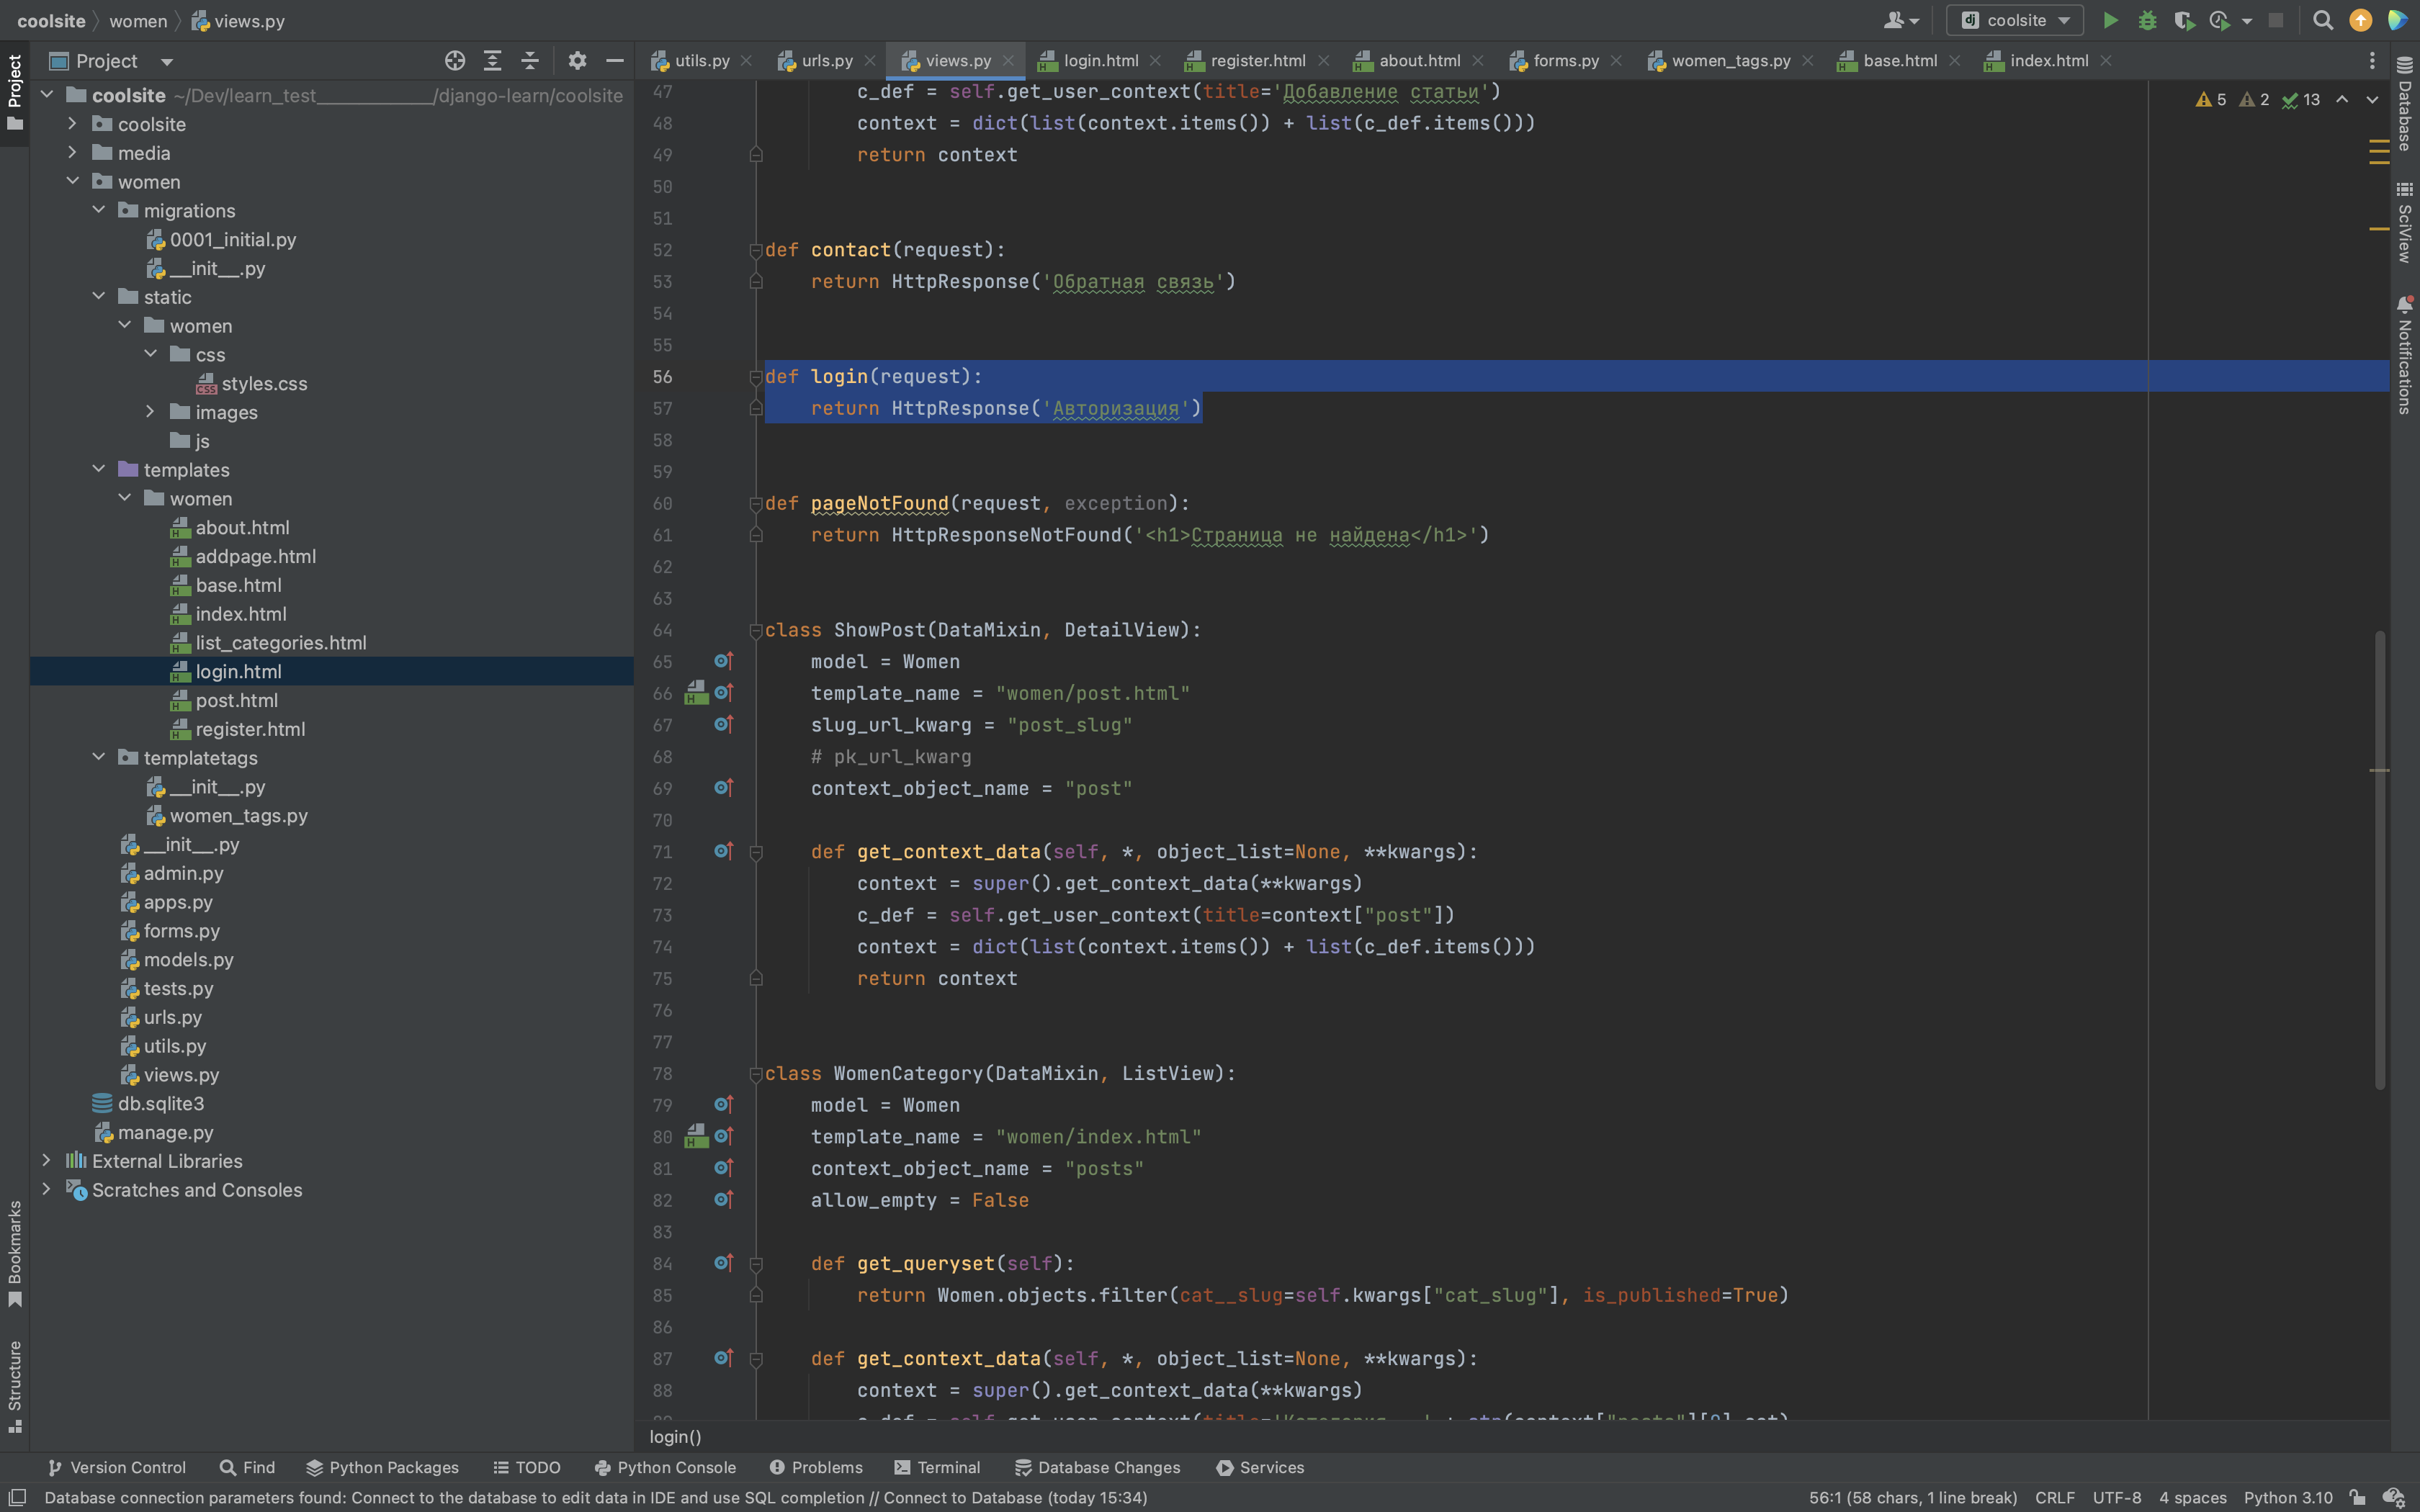 coolsite women views.py
coolsite
Project
utils.py urls.py views.py login.html register.html about.html forms.py women_tags.py base.html index.html
coolsite ~/Dev/learn_test___________/django-learn/coolsite
coolsite
media
women
migrations
0001_initial.py
__init__.py
static
women
css
styles.css
images
js
templates
women
about.html
addpage.html
base.html
index.html
list_categories.html
login.html
post.html
register.html
templatetags
__init__.py
women_tags.py
__init__.py
admin.py
apps.py
forms.py
models.py
tests.py
urls.py
utils.py
views.py
db.sqlite3
manage.py
External Libraries
Scratches and Consoles
Project
Bookmarks
Structure
5 2 13
47 c_def = self.get_user_context(title='Добавление статьи')
48 context = dict(list(context.items()) + list(c_def.items()))
49 return context
50
51
52 def contact(request):
53 return HttpResponse('Обратная связь')
54
55
56 def login(request):
57 return HttpResponse('Авторизация')
58
59
60 def pageNotFound(request, exception):
61 return HttpResponseNotFound('<h1>Страница не найдена</h1>')
62
63
64 class ShowPost(DataMixin, DetailView):
65 model = Women
66 template_name = "women/post.html"
67 slug_url_kwarg = "post_slug"
68 # pk_url_kwarg
69 context_object_name = "post"
70
71 def get_context_data(self, *, object_list=None, **kwargs):
72 context = super().get_context_data(**kwargs)
73 c_def = self.get_user_context(title=context["post"])
74 context = dict(list(context.items()) + list(c_def.items()))
75 return context
76
77
78 class WomenCategory(DataMixin, ListView):
79 model = Women
80 template_name = "women/index.html"
81 context_object_name = "posts"
82 allow_empty = False
83
84 def get_queryset(self):
85 return Women.objects.filter(cat__slug=self.kwargs["cat_slug"], is_published=True)
86
87 def get_context_data(self, *, object_list=None, **kwargs):
88 context = super().get_context_data(**kwargs)
login()
Database
SciView
Notifications
Version Control Find Python Packages TODO Python Console Problems Terminal Database Changes Services
Database connection parameters found: Connect to the database to edit data in IDE and use SQL completion // Connect to Database (today 15:34) 56:1 (58 chars, 1 line break) CRLF UTF-8 4 spaces Python 3.10